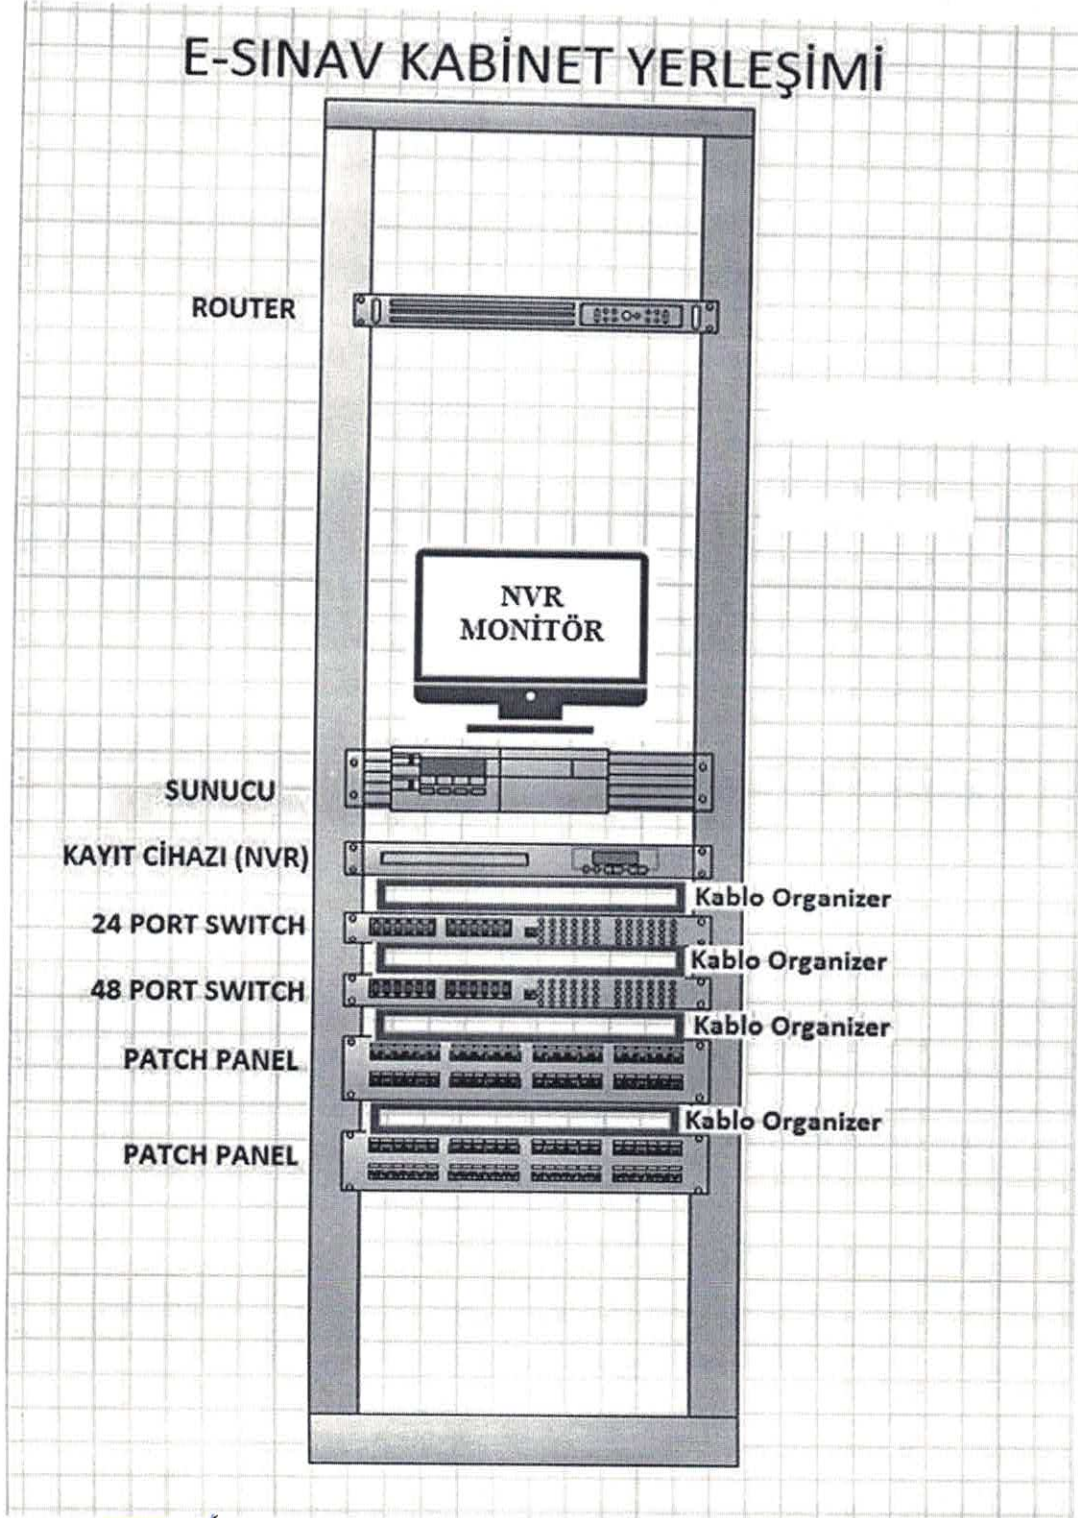 E-SINAV KABİNET YERLEŞİMİ
ROUTER
NVR
MONİTÖR
SUNUCU
KAYIT CİHAZI (NVR)
Kablo Organizer
24 PORT SWITCH
Kablo Organizer
48 PORT SWITCH
Kablo Organizer
PATCH PANEL
Kablo Organizer
PATCH PANEL